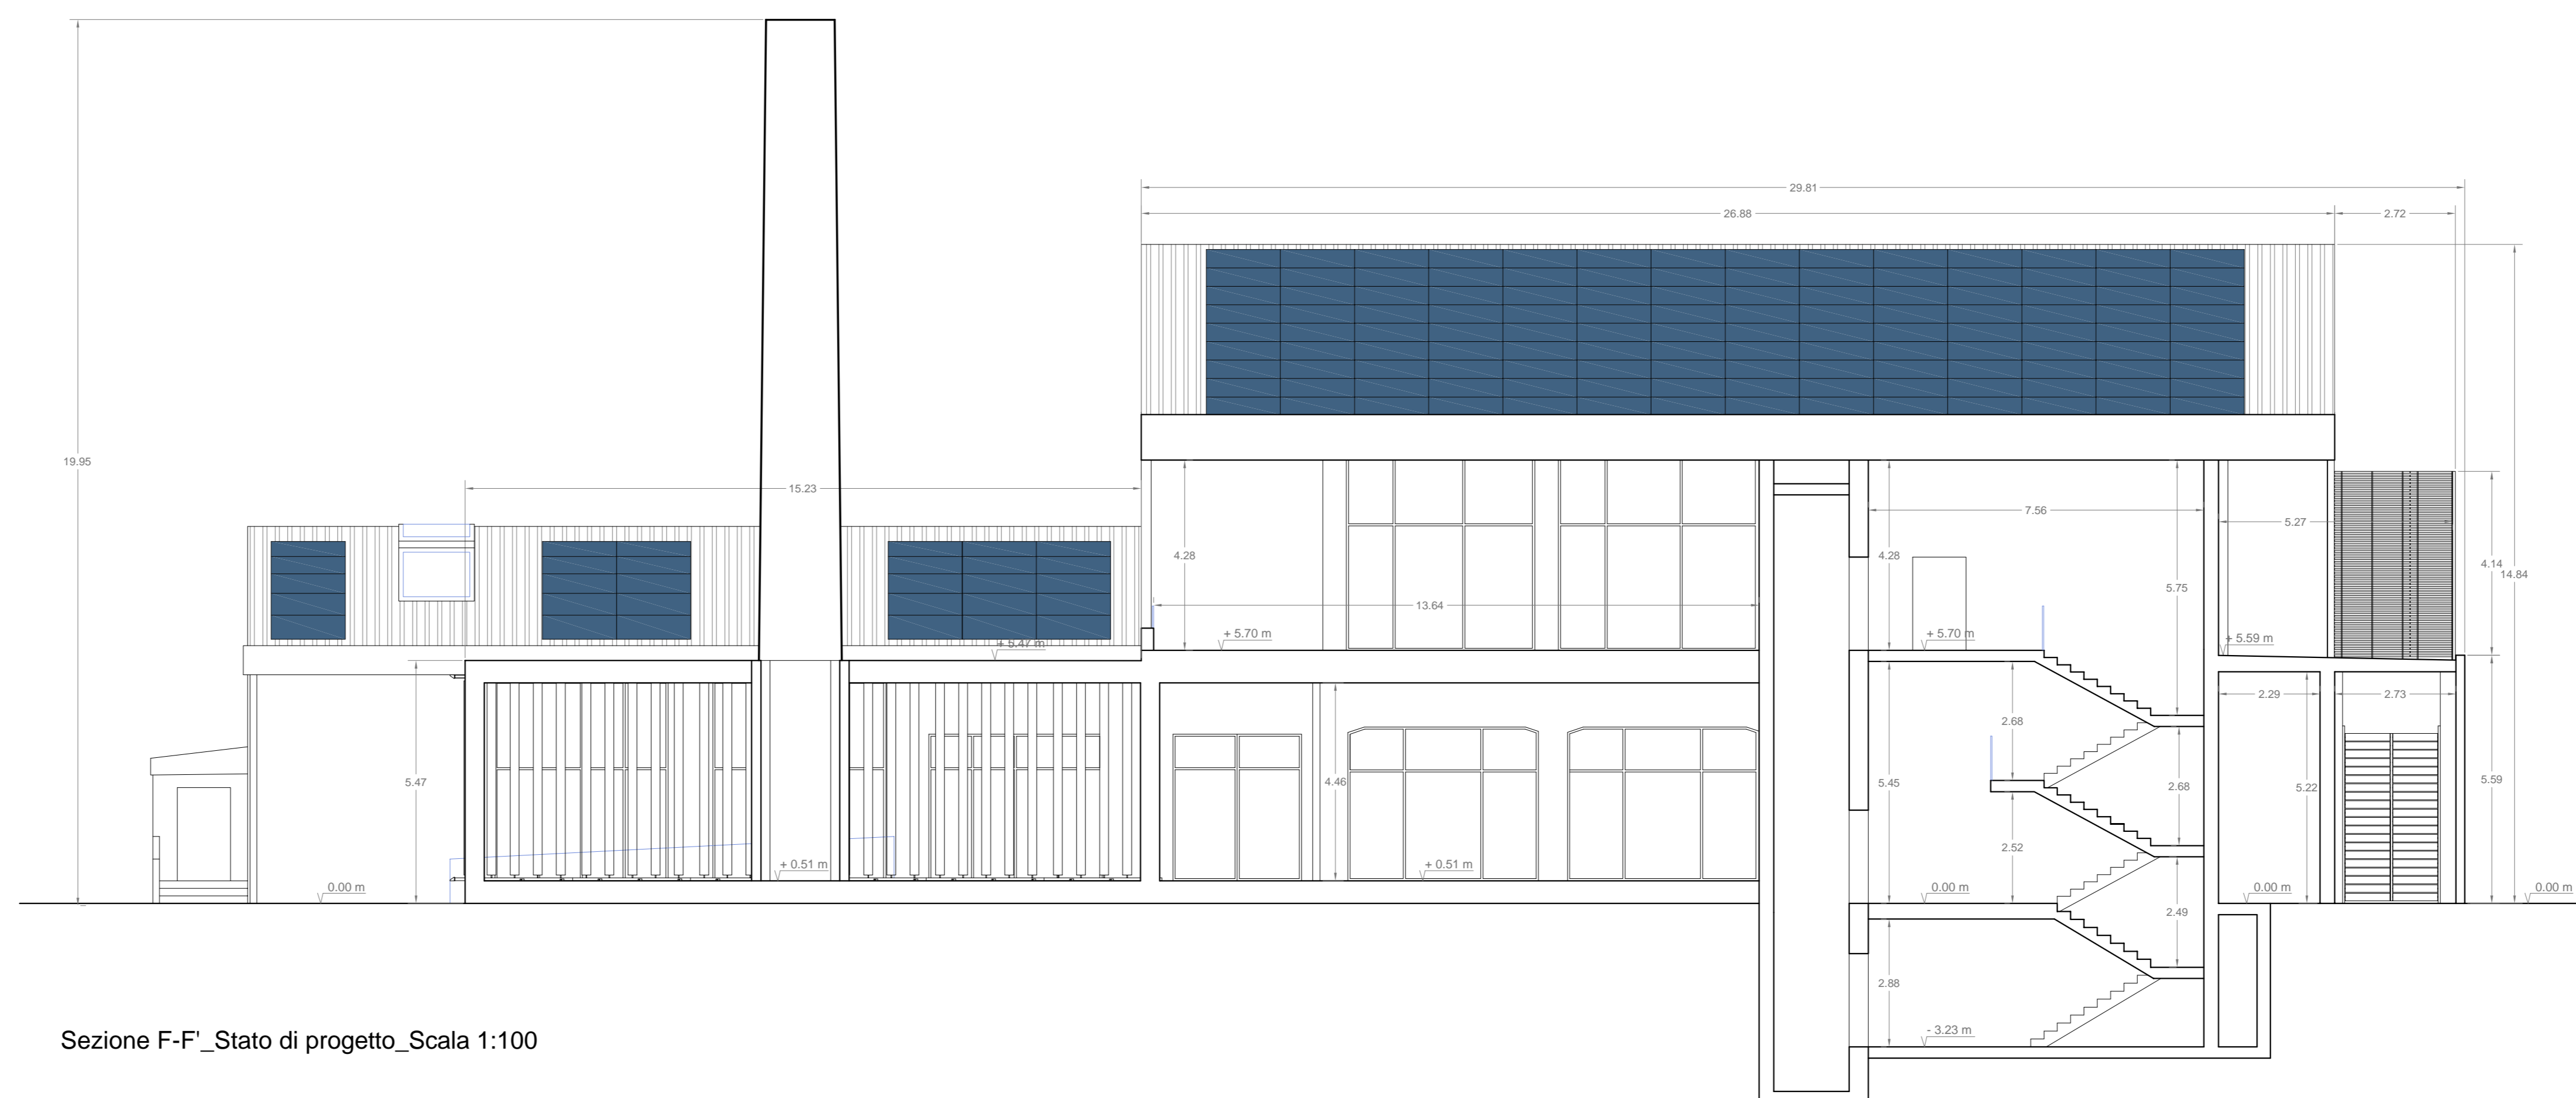 29.81
26.88
2.72
19.95
15.23
7.56
5.27
4.28
4.28
4.14
14.84
5.75
13.64
+ 5.70 m
+ 5.70 m
+ 5.59 m
+ 5.47 m
2.29
2.73
2.68
5.47
4.46
5.45
2.68
5.22
5.59
2.52
+ 0.51 m
+ 0.51 m
0.00 m
0.00 m
0.00 m
0.00 m
2.49
2.88
- 3.23 m
Sezione F-F'_Stato di progetto_Scala 1:100